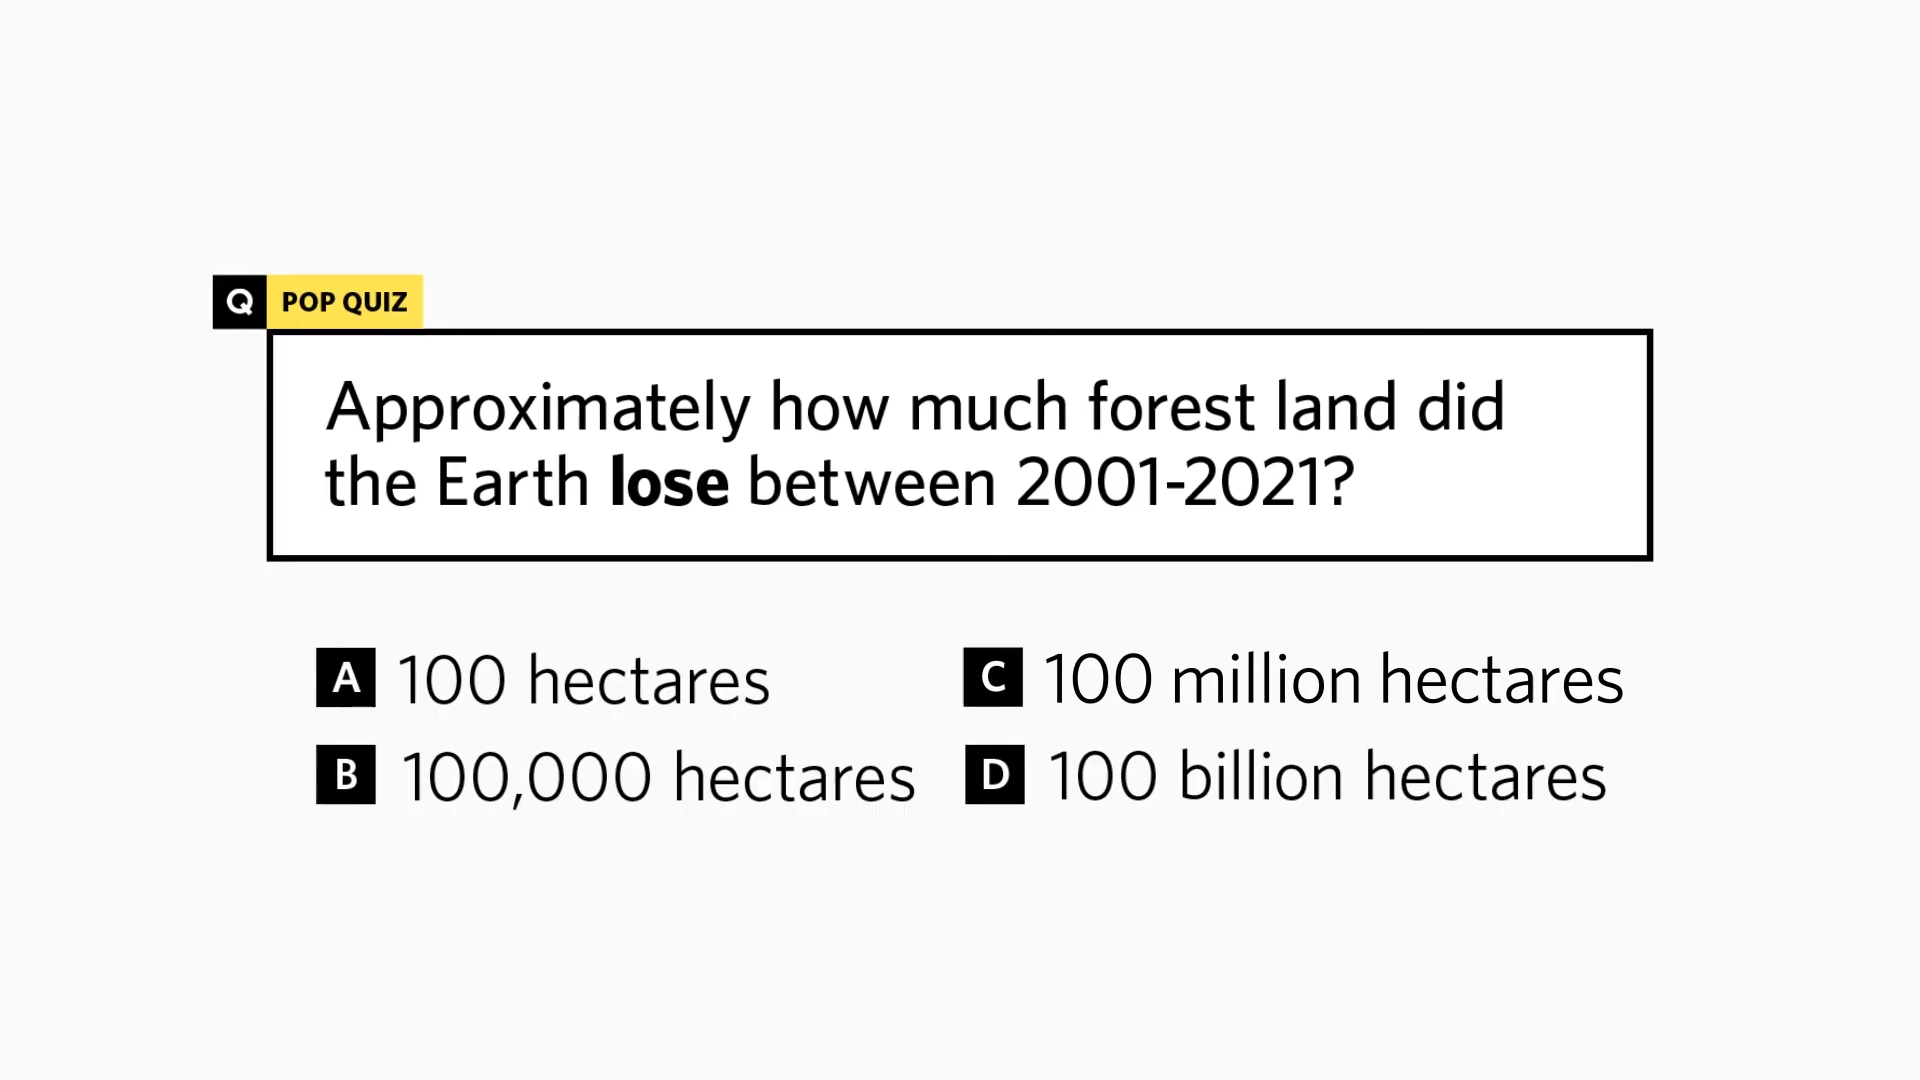 Q POP QUIZ
Approximately how much forest land did
the Earth lose between 2001-2021?
A 100 hectares
B 100,000 hectares
C 100 million hectares
D 100 billion hectares